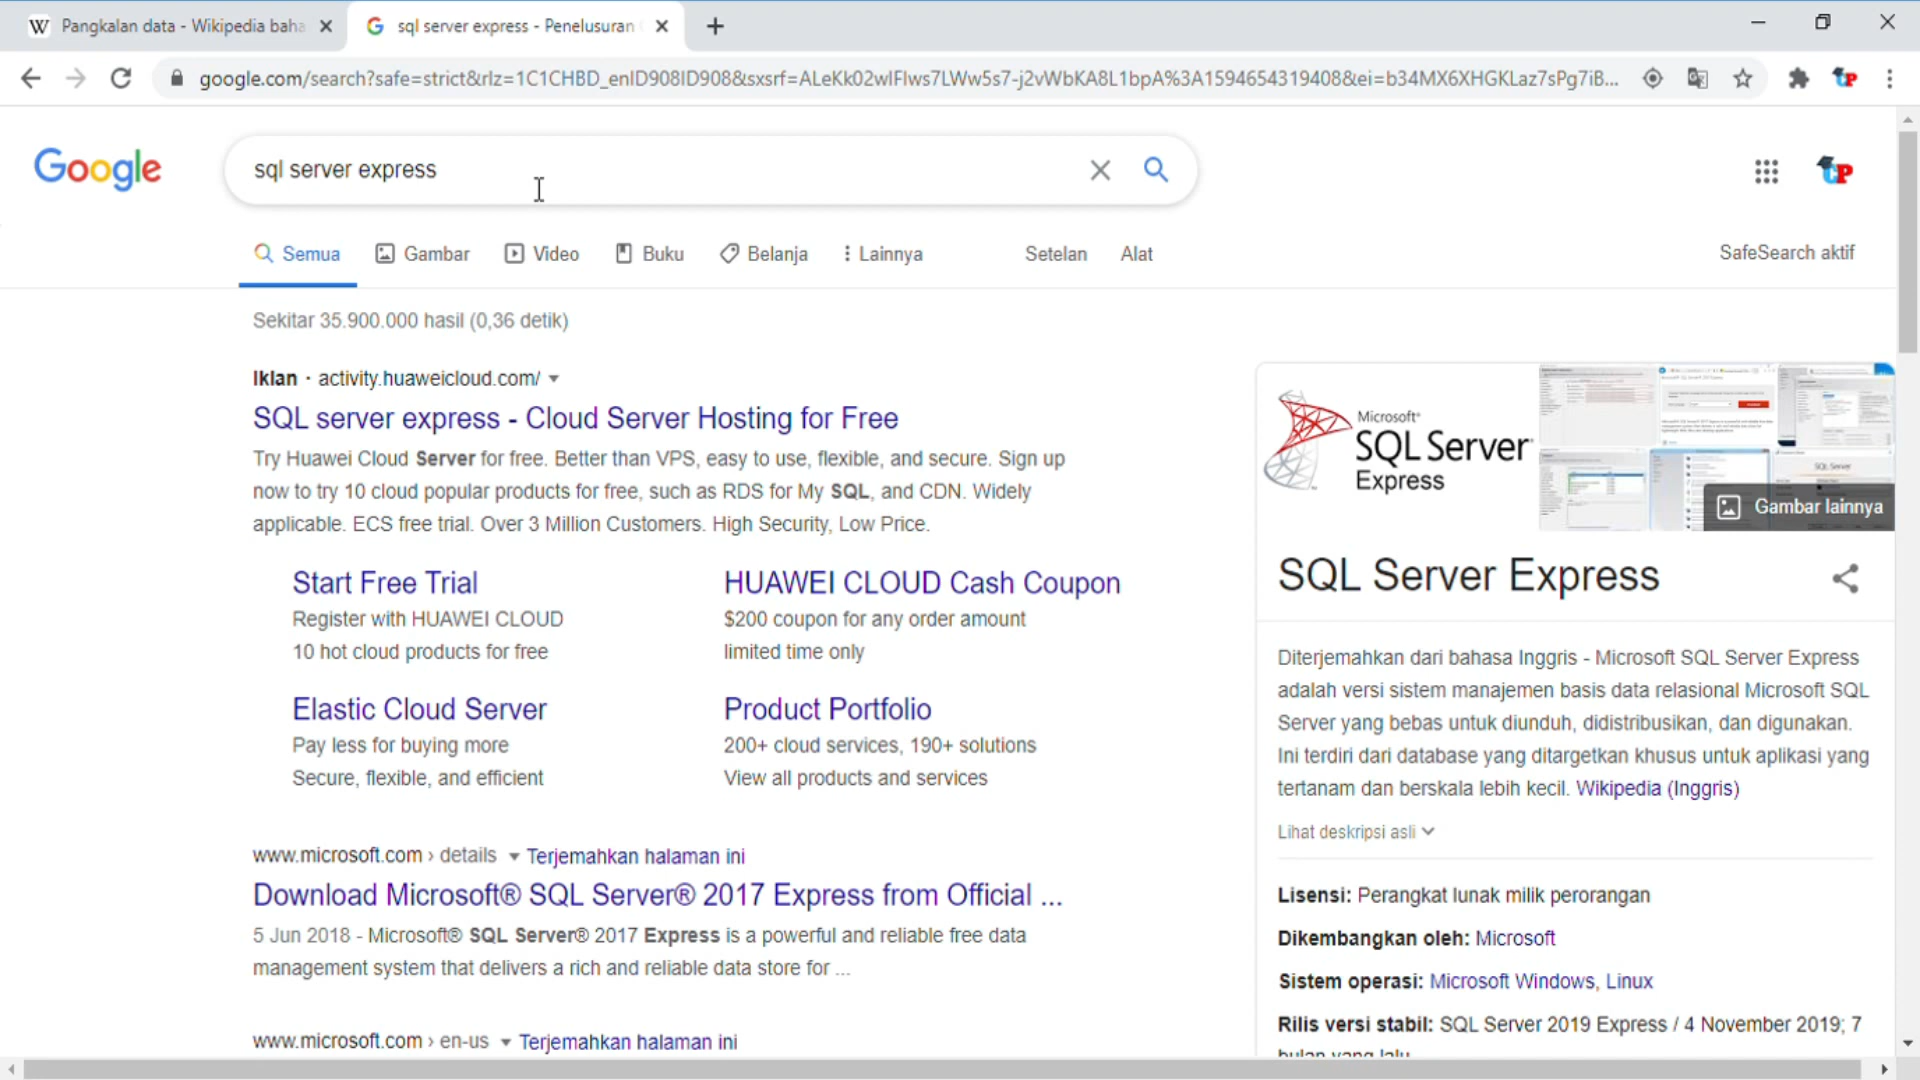 Pangkalan data - Wikipedia baha
sql server express - Penelusuran
google.com/search?safe=strict&rlz=1C1CHBD_enID908ID908&sxsrf=ALeKk02wIFIws7LWw5s7-j2vWbKA8L1bpA%3A1594654319408&ei=b34MX6XHGKLaz7sPg7iB...
Google
sql server express
Semua Gambar Video Buku Belanja Lainnya Setelan Alat
SafeSearch aktif
Sekitar 35.900.000 hasil (0,36 detik)
Iklan · activity.huaweicloud.com/
SQL server express - Cloud Server Hosting for Free
Try Huawei Cloud Server for free. Better than VPS, easy to use, flexible, and secure. Sign up
now to try 10 cloud popular products for free, such as RDS for My SQL, and CDN. Widely
applicable. ECS free trial. Over 3 Million Customers. High Security, Low Price.
Start Free Trial
Register with HUAWEI CLOUD
10 hot cloud products for free
HUAWEI CLOUD Cash Coupon
$200 coupon for any order amount
limited time only
Elastic Cloud Server
Pay less for buying more
Secure, flexible, and efficient
Product Portfolio
200+ cloud services, 190+ solutions
View all products and services
www.microsoft.com › details Terjemahkan halaman ini
Download Microsoft® SQL Server® 2017 Express from Official ...
5 Jun 2018 - Microsoft® SQL Server® 2017 Express is a powerful and reliable free data
management system that delivers a rich and reliable data store for ...
www.microsoft.com › en-us Terjemahkan halaman ini
Microsoft®
SQL Server
Express
Gambar lainnya
SQL Server Express
Diterjemahkan dari bahasa Inggris - Microsoft SQL Server Express
adalah versi sistem manajemen basis data relasional Microsoft SQL
Server yang bebas untuk diunduh, didistribusikan, dan digunakan.
Ini terdiri dari database yang ditargetkan khusus untuk aplikasi yang
tertanam dan berskala lebih kecil. Wikipedia (Inggris)
Lihat deskripsi asli
Lisensi: Perangkat lunak milik perorangan
Dikembangkan oleh: Microsoft
Sistem operasi: Microsoft Windows, Linux
Rilis versi stabil: SQL Server 2019 Express / 4 November 2019; 7
bulan yang lalu